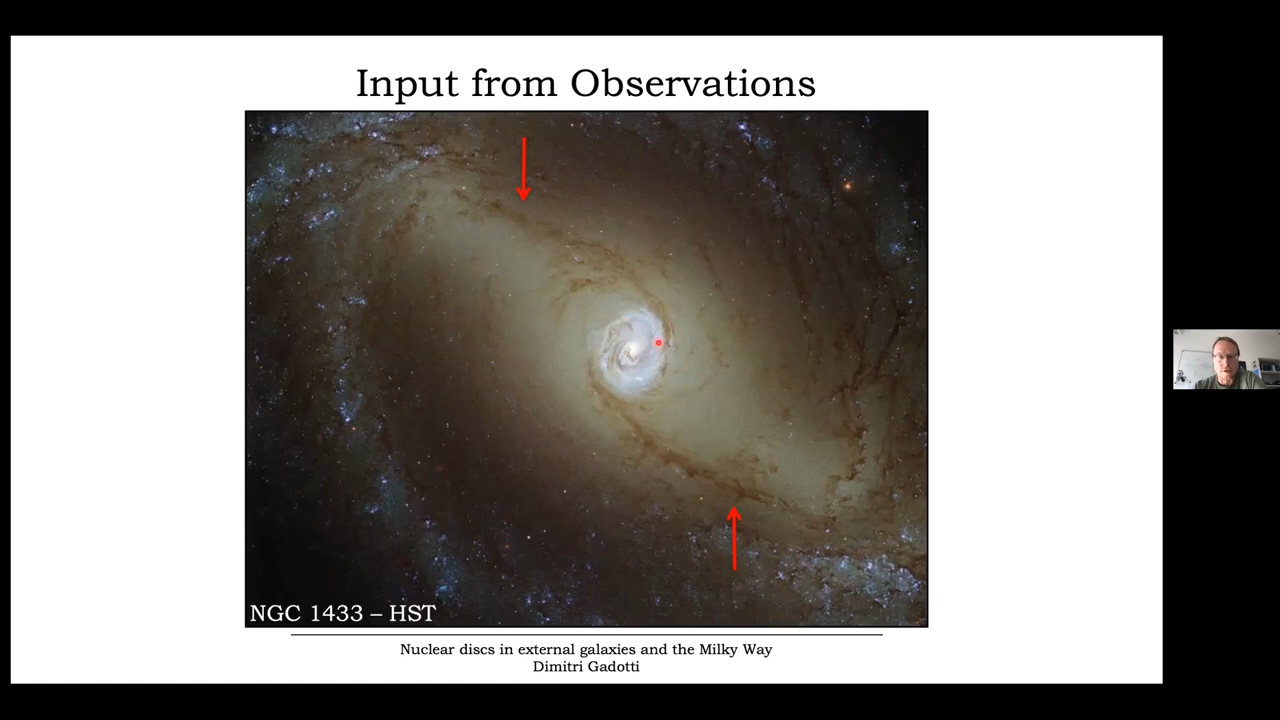 Input from Observations
NGC 1433 – HST
Nuclear discs in external galaxies and the Milky Way
Dimitri Gadotti